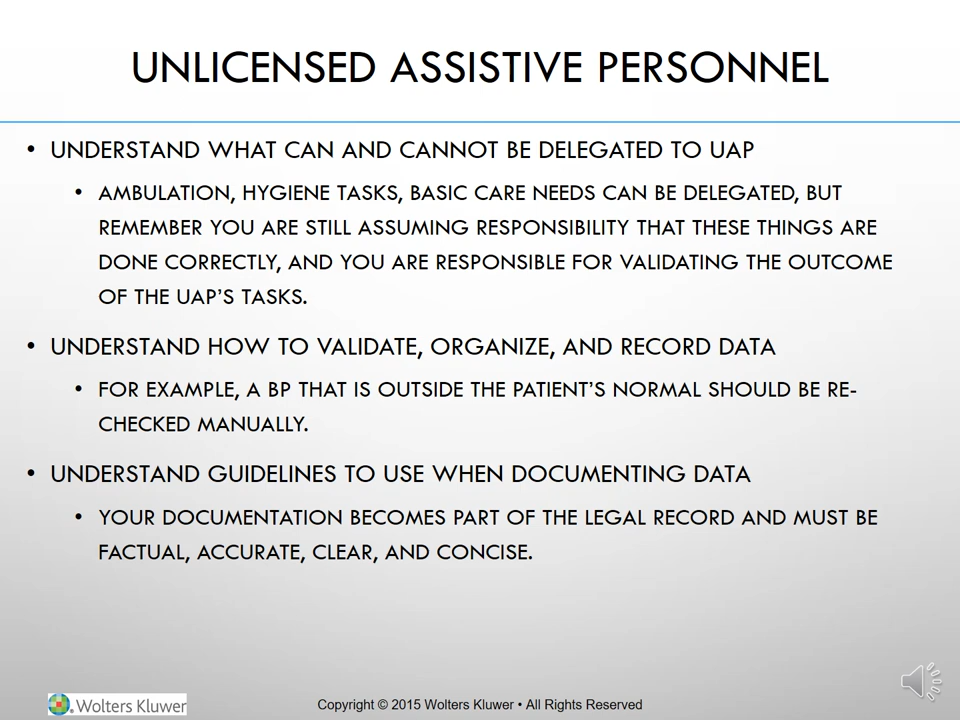 UNLICENSED ASSISTIVE PERSONNEL
• UNDERSTAND WHAT CAN AND CANNOT BE DELEGATED TO UAP
• AMBULATION, HYGIENE TASKS, BASIC CARE NEEDS CAN BE DELEGATED, BUT
REMEMBER YOU ARE STILL ASSUMING RESPONSIBILITY THAT THESE THINGS ARE
DONE CORRECTLY, AND YOU ARE RESPONSIBLE FOR VALIDATING THE OUTCOME
OF THE UAP'S TASKS.
• UNDERSTAND HOW TO VALIDATE, ORGANIZE, AND RECORD DATA
• FOR EXAMPLE, A BP THAT IS OUTSIDE THE PATIENT'S NORMAL SHOULD BE RE-
CHECKED MANUALLY.
• UNDERSTAND GUIDELINES TO USE WHEN DOCUMENTING DATA
• YOUR DOCUMENTATION BECOMES PART OF THE LEGAL RECORD AND MUST BE
FACTUAL, ACCURATE, CLEAR, AND CONCISE.
Wolters Kluwer
Copyright © 2015 Wolters Kluwer • All Rights Reserved